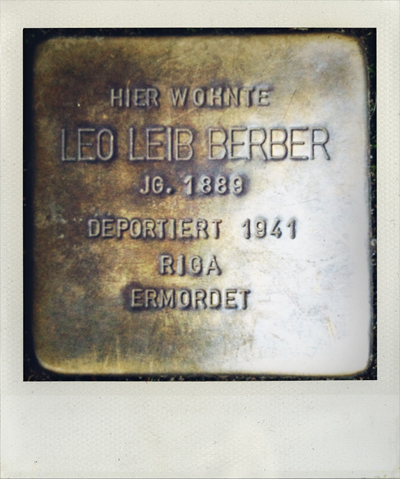 HIER WOHNTE
LEO LEIB BERBER
JG. 1889
DEPORTIERT 1941
RIGA
ERMORDET